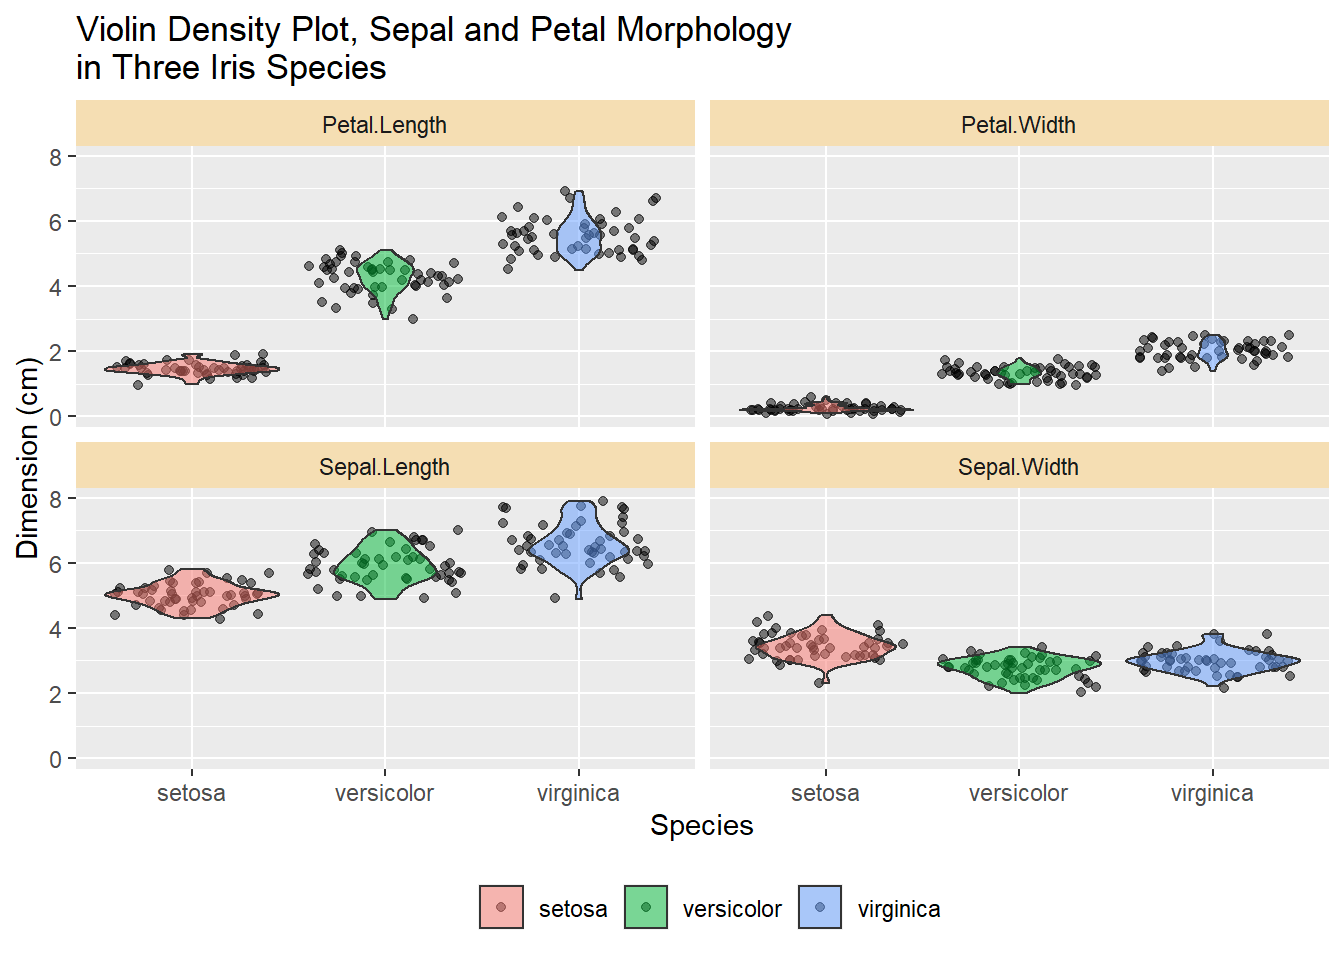 Violin Density Plot, Sepal and Petal Morphology
in Three Iris Species
Petal.Length
Petal.Width
8
6
4
2
0
Sepal.Length
Sepal.Width
8
6
4
2
0
Dimension (cm)
setosa versicolor virginica
setosa versicolor virginica
Species
setosa versicolor virginica